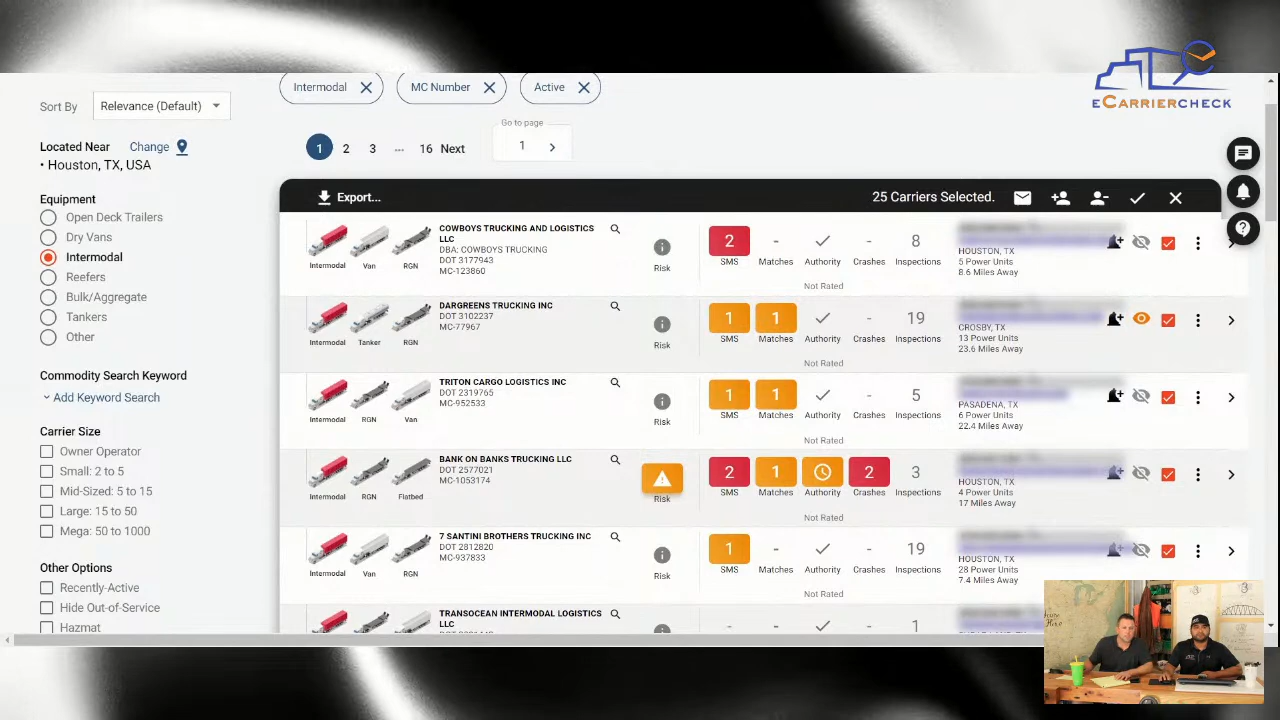 eCarrierCheck
Intermodal
MC Number
Active
Sort By
Relevance (Default)
Go to page
1
1
2
3
...
16
Next
Located Near
Change
• Houston, TX, USA
Equipment
Open Deck Trailers
Dry Vans
Intermodal
Reefers
Bulk/Aggregate
Tankers
Other
Commodity Search Keyword
Add Keyword Search
Carrier Size
Owner Operator
Small: 2 to 5
Mid-Sized: 5 to 15
Large: 15 to 50
Mega: 50 to 1000
Other Options
Recently-Active
Hide Out-of-Service
Hazmat
Export...
25 Carriers Selected.
Intermodal
Van
RGN
COWBOYS TRUCKING AND LOGISTICS
LLC
DBA: COWBOYS TRUCKING
DOT 3177943
MC-123860
Risk
2
-
-
8
SMS
Matches
Authority
Crashes
Inspections
Not Rated
HOUSTON, TX
5 Power Units
8.6 Miles Away
Intermodal
Tanker
RGN
DARGREENS TRUCKING INC
DOT 3102237
MC-77967
Risk
1
1
-
19
SMS
Matches
Authority
Crashes
Inspections
Not Rated
CROSBY, TX
13 Power Units
23.6 Miles Away
Intermodal
RGN
Van
TRITON CARGO LOGISTICS INC
DOT 2319765
MC-952533
Risk
1
1
-
5
SMS
Matches
Authority
Crashes
Inspections
Not Rated
PASADENA, TX
6 Power Units
22.4 Miles Away
Intermodal
RGN
Flatbed
BANK ON BANKS TRUCKING LLC
DOT 2577021
MC-1053174
Risk
2
1
2
3
SMS
Matches
Authority
Crashes
Inspections
Not Rated
HOUSTON, TX
4 Power Units
17 Miles Away
Intermodal
Van
RGN
7 SANTINI BROTHERS TRUCKING INC
DOT 2812820
MC-937833
Risk
1
-
-
19
SMS
Matches
Authority
Crashes
Inspections
Not Rated
HOUSTON, TX
28 Power Units
7.4 Miles Away
TRANSOCEAN INTERMODAL LOGISTICS
LLC
-
-
-
1